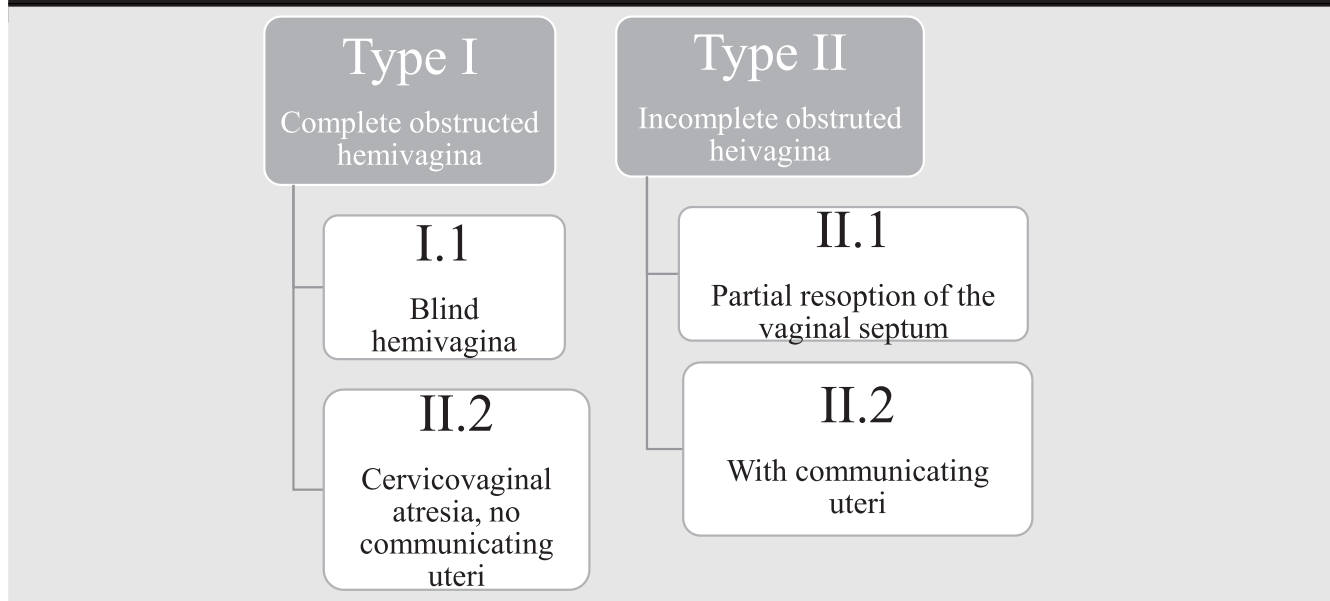 Type I
Complete obstructed
hemivagina
I.1
Blind
hemivagina
II.2
Cervicovaginal
atresia, no
communicating
uteri
Type II
Incomplete obstruted
heivagina
II.1
Partial resoption of the
vaginal septum
II.2
With communicating
uteri